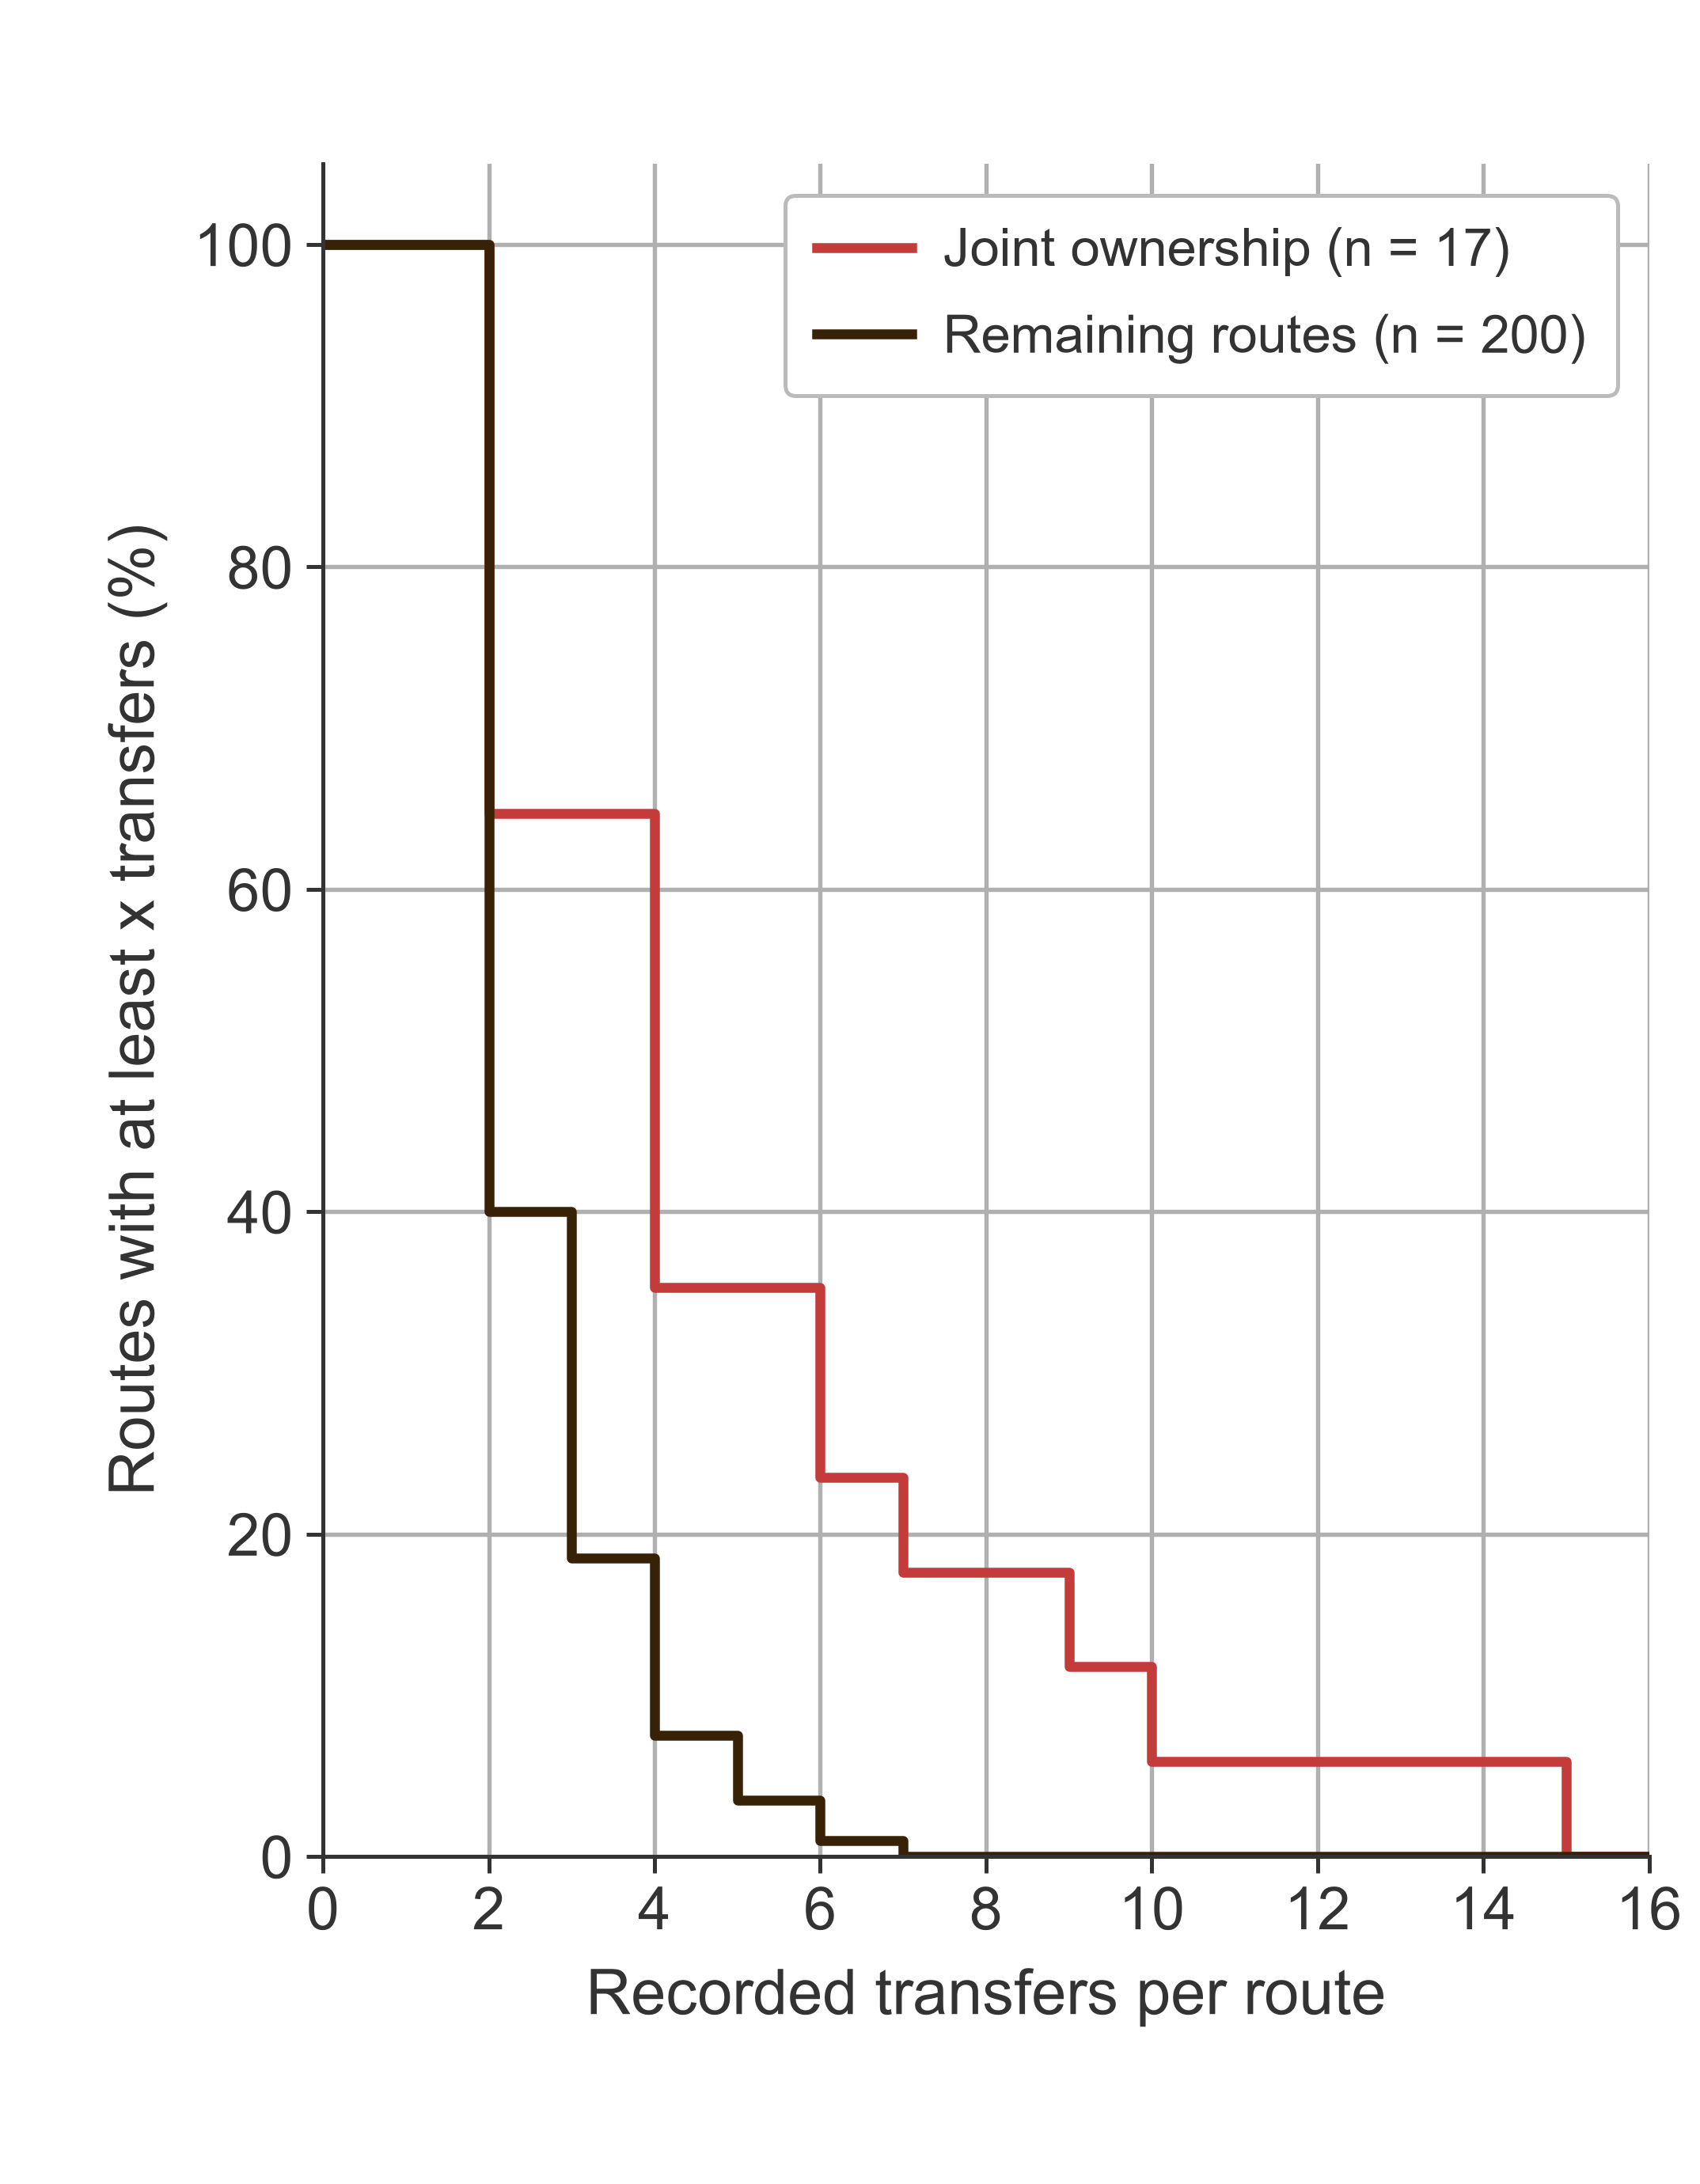 Joint ownership (n = 17)
Remaining routes (n = 200)
Routes with at least x transfers (%)
100
80
60
40
20
0
0 2 4 6 8 10 12 14 16
Recorded transfers per route